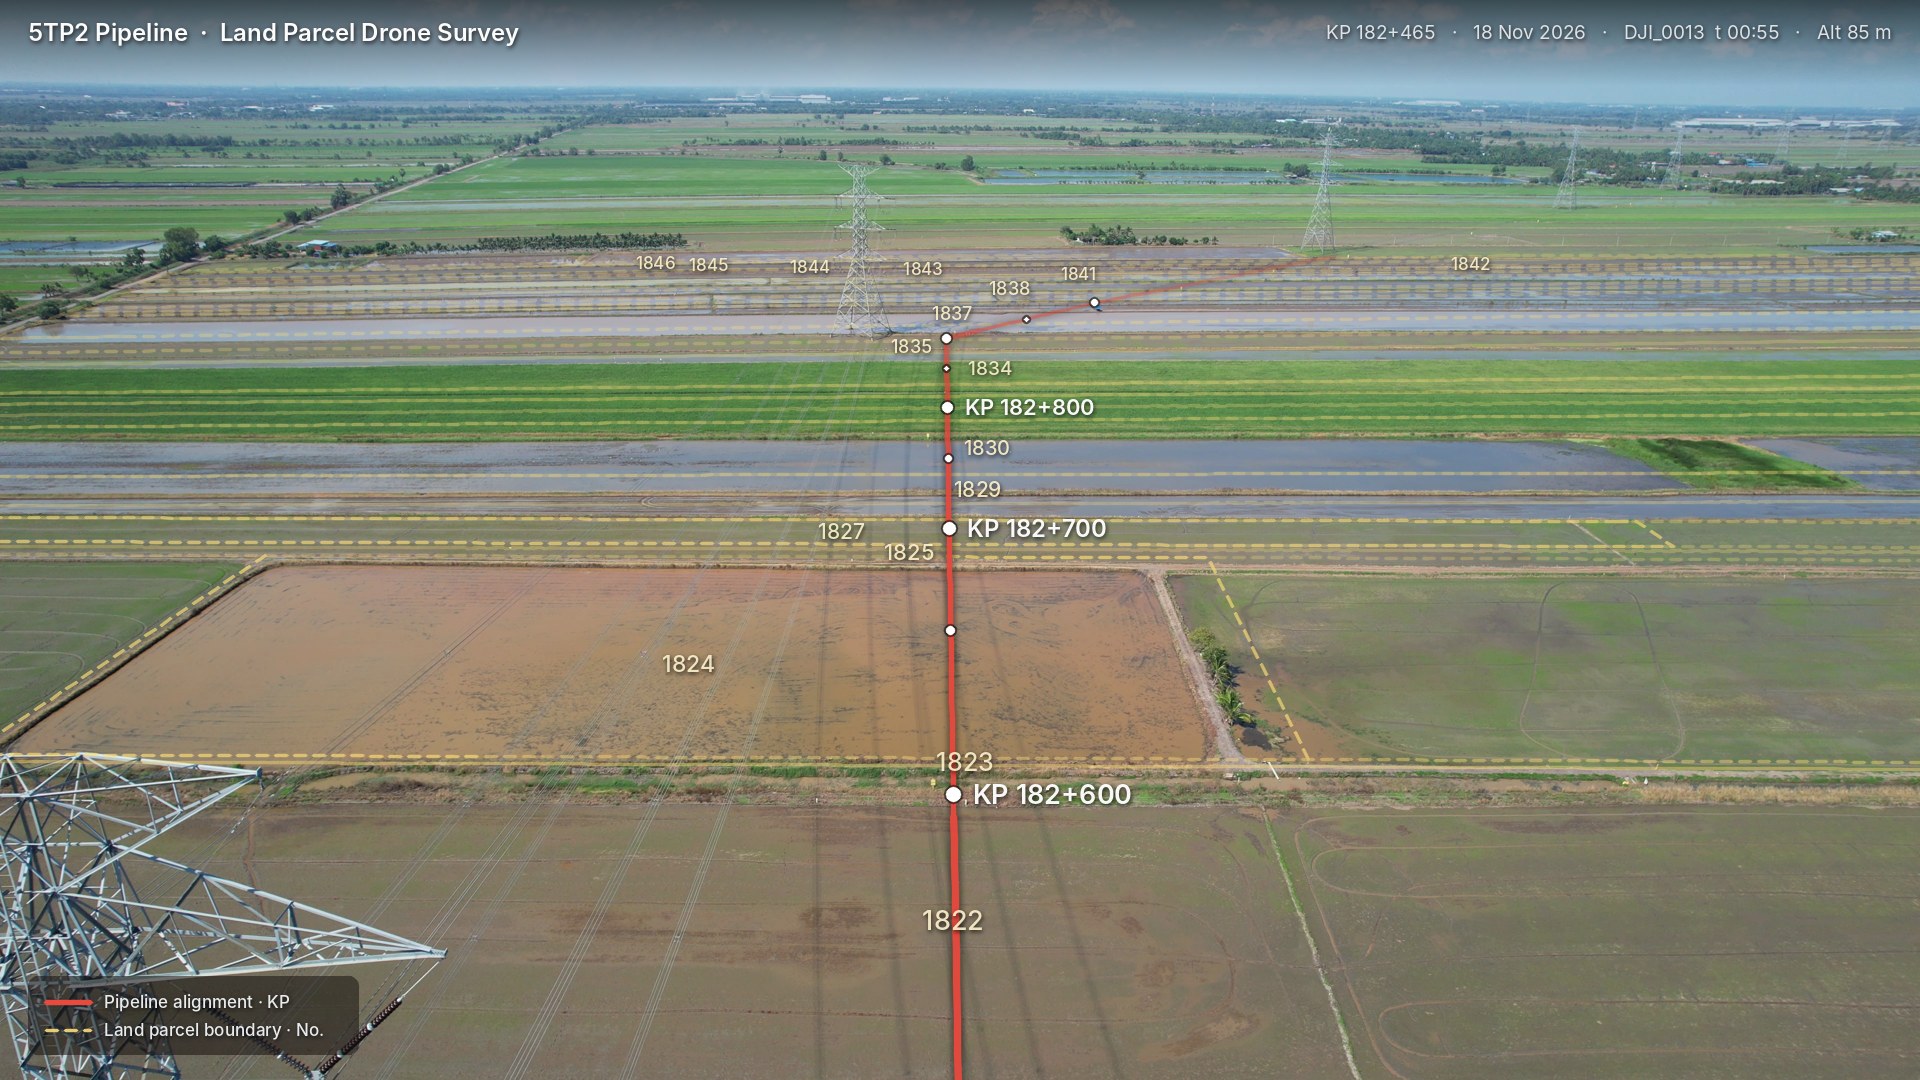 5TP2 Pipeline · Land Parcel Drone Survey
KP 182+465 · 18 Nov 2026 · DJI_0013 t 00:55 · Alt 85 m
1846
1845
1844
1843
1841
1842
1838
1837
1835
1834
KP 182+800
1830
1829
1827
KP 182+700
1825
1824
1823
KP 182+600
1822
Pipeline alignment · KP
Land parcel boundary · No.